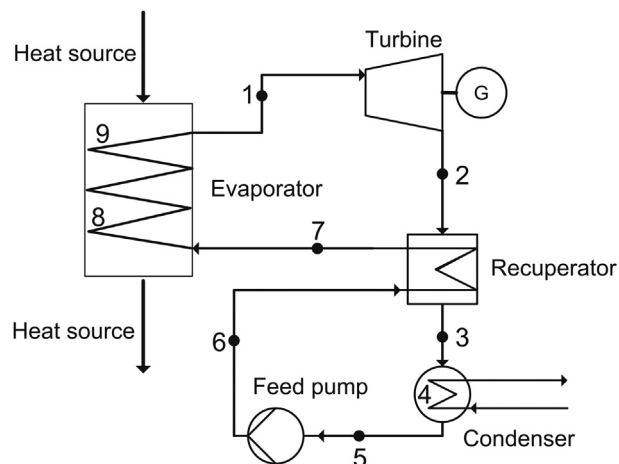 Turbine
Heat source
1
G
9
2
Evaporator
8
7
Recuperator
Heat source
6
3
Feed pump
4
Condenser
5